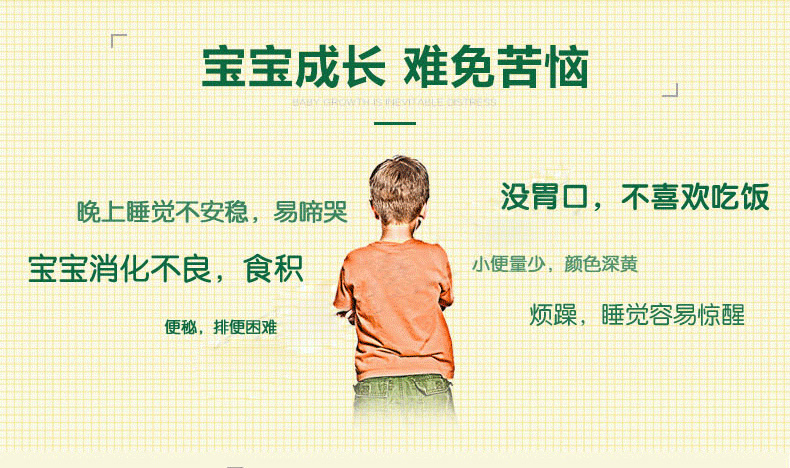 宝宝成长 难免苦恼
BABY GROWTH IS INEVITABLE DISTRESS
没胃口，不喜欢吃饭
晚上睡觉不安稳，易啼哭
宝宝消化不良，食积
小便量少，颜色深黄
烦躁，睡觉容易惊醒
便秘，排便困难